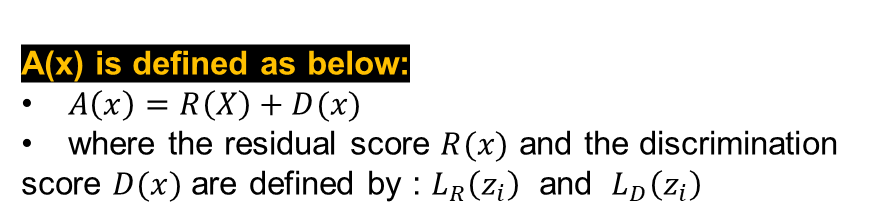 A(x) is defined as below:
• A(x) = R(X) + D(x)
• where the residual score R(x) and the discrimination
score D(x) are defined by : L_R(z_i) and L_D(z_i)